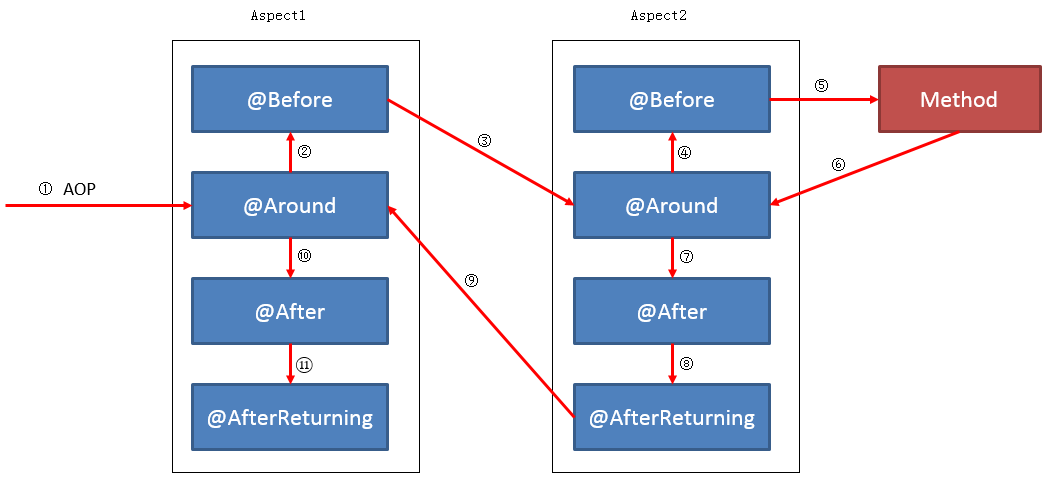 Aspect1
Aspect2
@Before
@Before
⑤
Method
③
②
④
⑥
① AOP
@Around
@Around
⑩
⑦
⑨
@After
@After
⑪
⑧
@AfterReturning
@AfterReturning